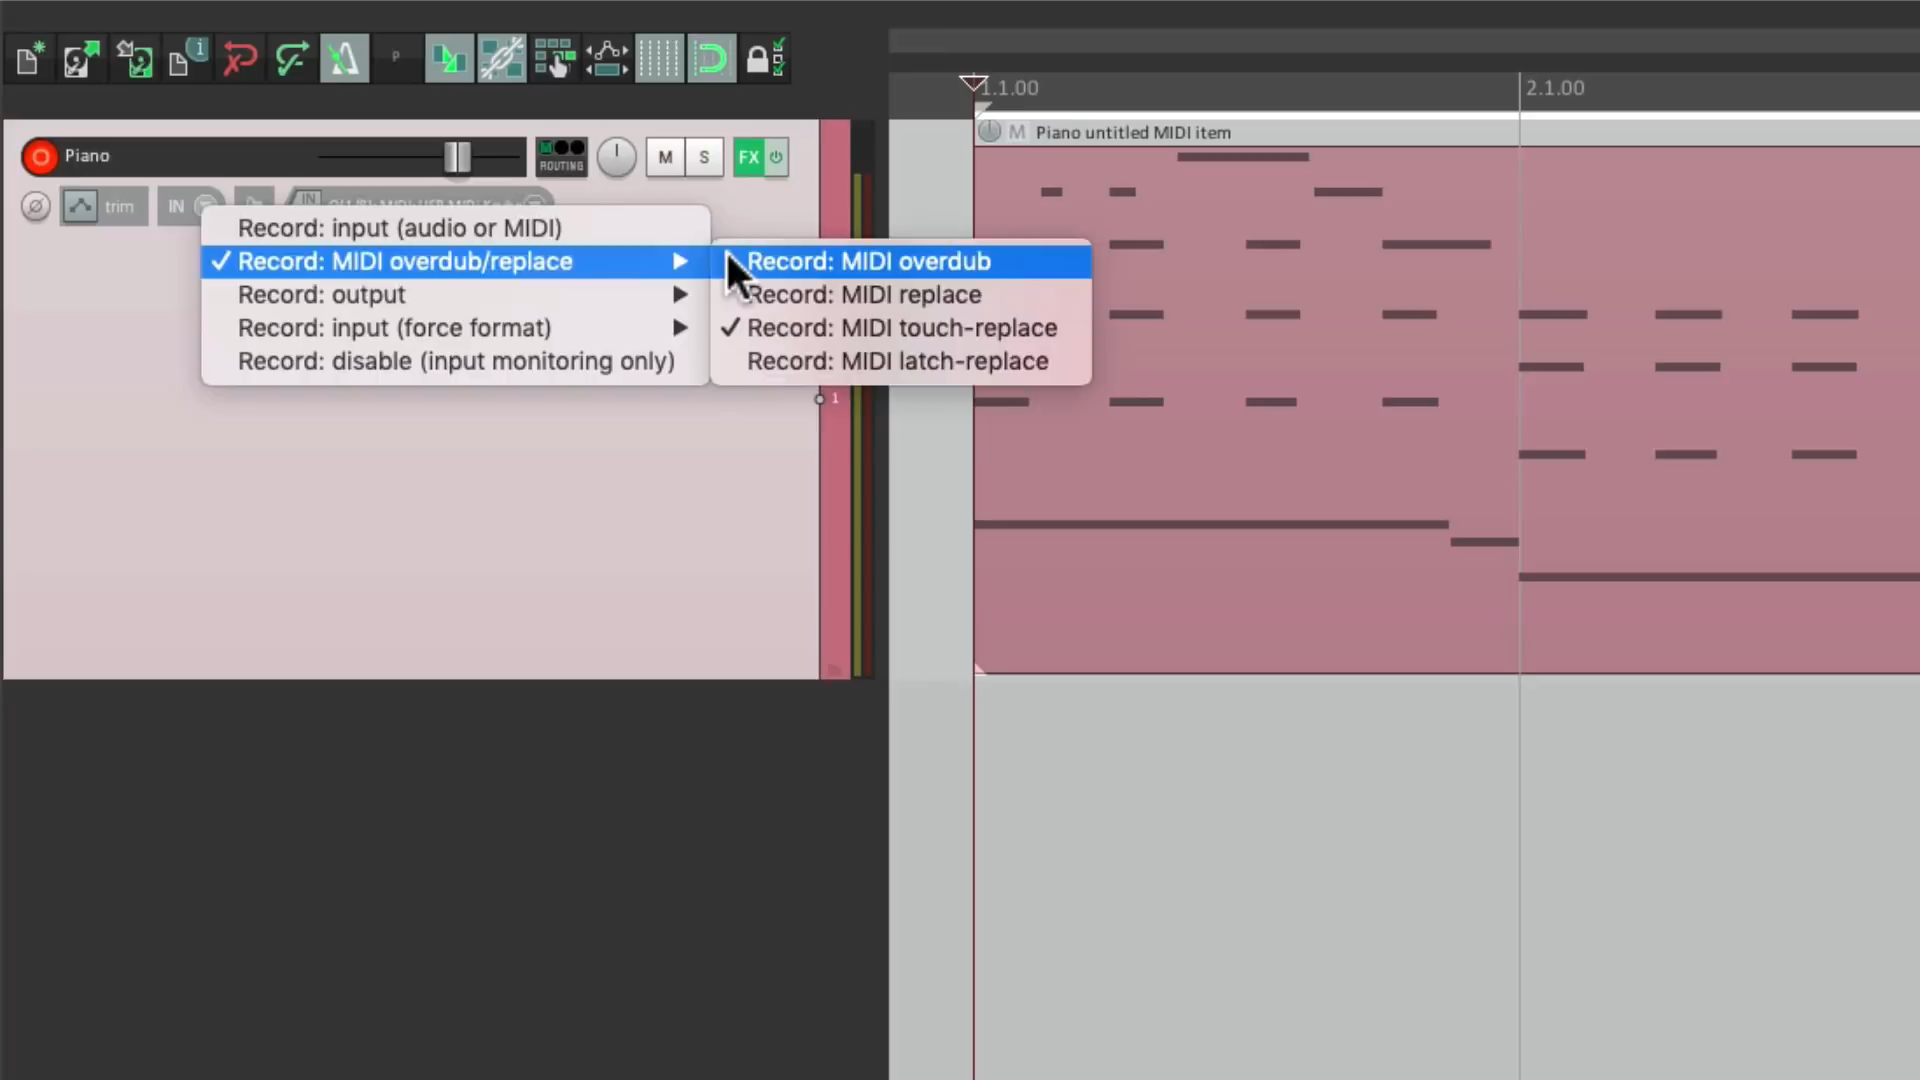 P
1.1.00
2.1.00
Piano
ROUTING
M
S
FX
M Piano untitled MIDI item
trim
IN
IN
Record: input (audio or MIDI)
Record: MIDI overdub/replace
Record: output
Record: input (force format)
Record: disable (input monitoring only)
Record: MIDI overdub
Record: MIDI replace
Record: MIDI touch-replace
Record: MIDI latch-replace
1